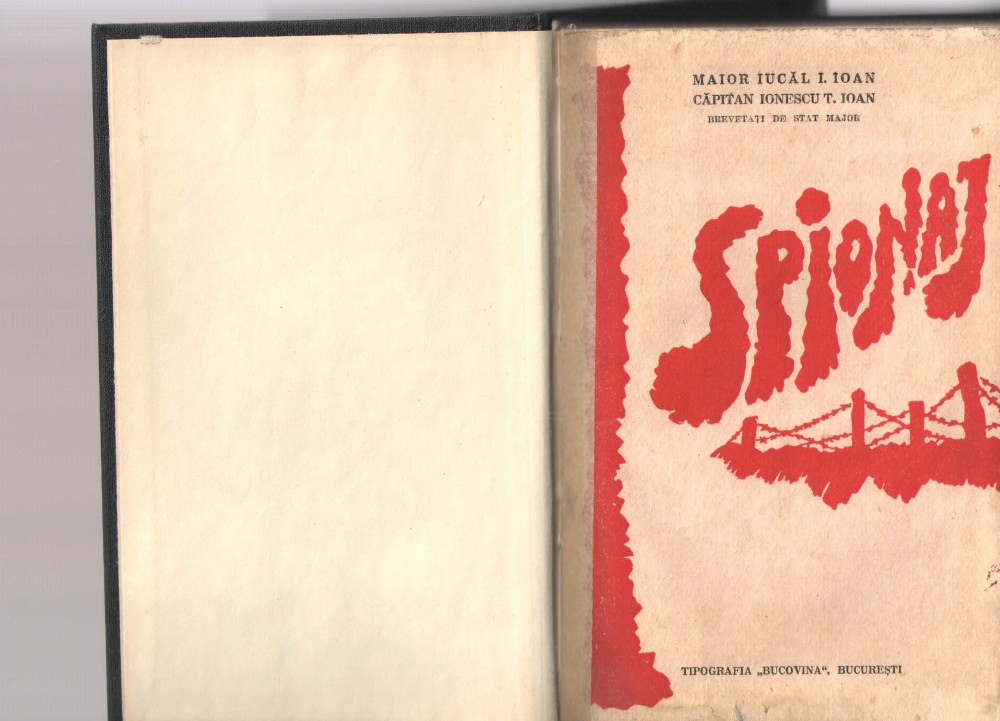 MAIOR IUCĂL I. IOAN
CĂPITAN IONESCU T. IOAN
BREVETAȚI DE STAT MAJOR
SPIONAJ
TIPOGRAFIA „BUCOVINA“, BUCUREȘTI